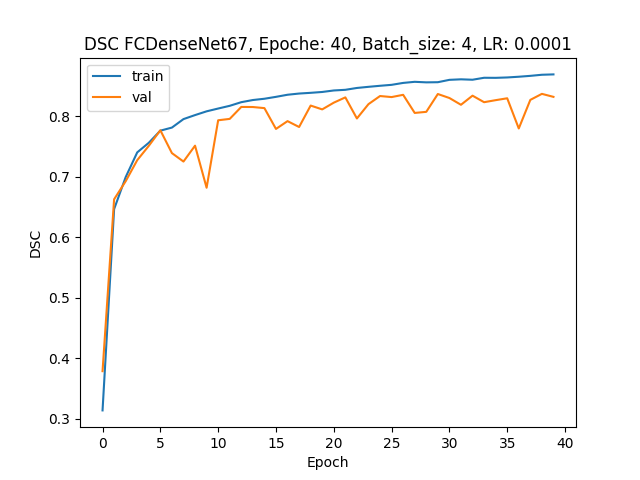 DSC FCDenseNet67, Epoche: 40, Batch_size: 4, LR: 0.0001
train
val
0.8
0.7
0.6
0.5
0.4
0.3
DSC
0 5 10 15 20 25 30 35 40
Epoch